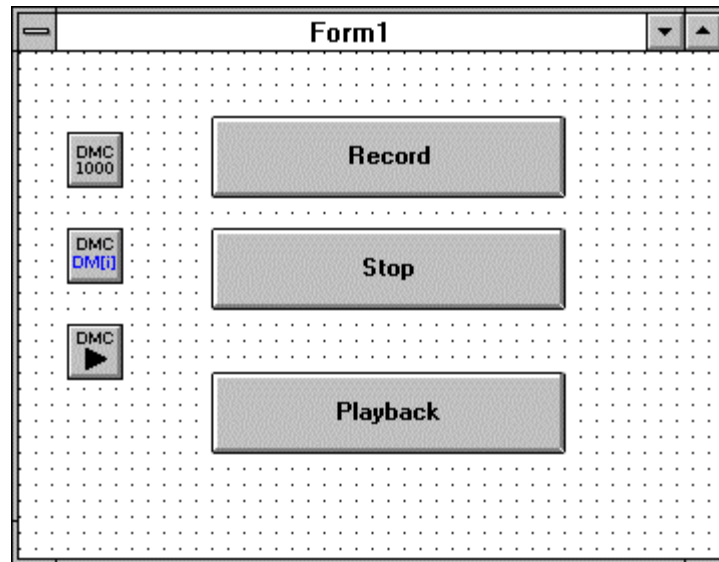 Form1
DMC
1000
Record
DMC
DM[i]
Stop
DMC
Playback